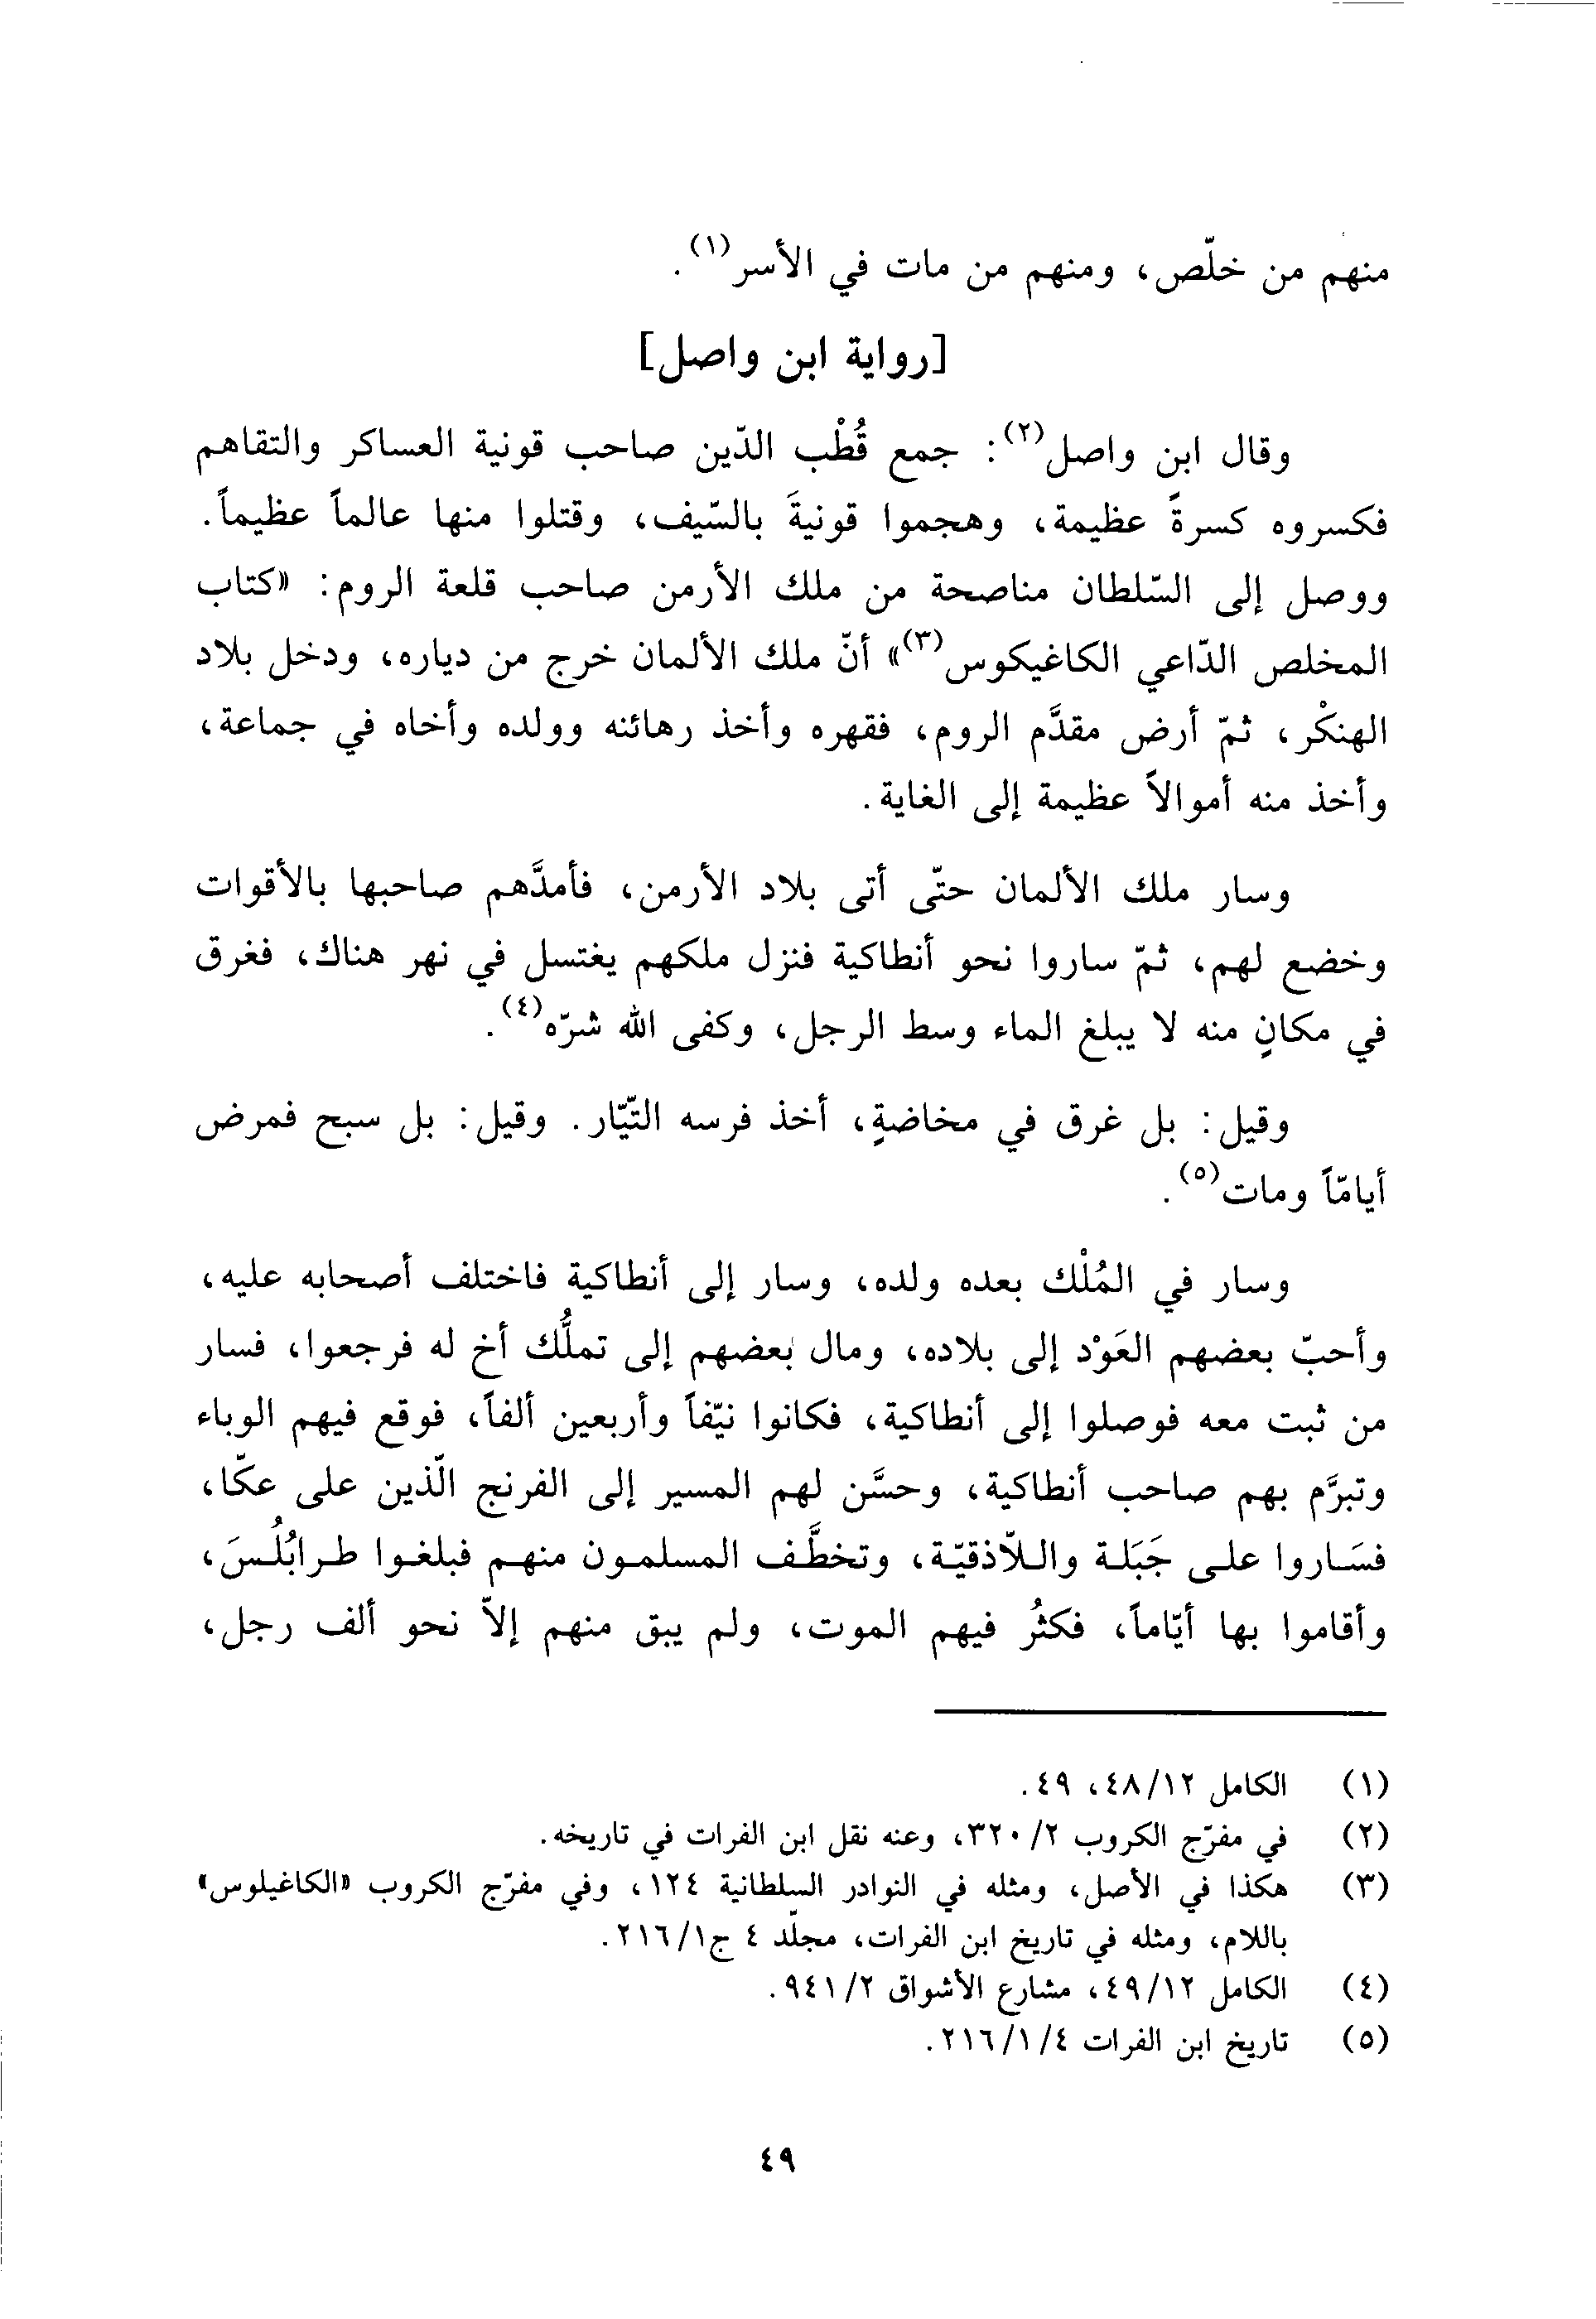 منهم من خلّص، ومنهم من مات في الأسر(١).
[رواية ابن واصل]
وقال ابن واصل(٢): جمع قُطْب الدّين صاحب قونية العساكر والتقاهم
فكسروه كسرةً عظيمة، وهجموا قونيةَ بالسّيف، وقتلوا منها عالماً عظيماً.
ووصل إلى السّلطان مناصحة من ملك الأرمن صاحب قلعة الروم: «كتاب
المخلص الدّاعي الكاغيكوس(٣)» أنّ ملك الألمان خرج من دياره، ودخل بلاد
الهنكْر، ثمّ أرض مقدَّم الروم، فقهره وأخذ رهائنه وولده وأخاه في جماعة،
وأخذ منه أموالاً عظيمة إلى الغاية.
وسار ملك الألمان حتّى أتى بلاد الأرمن، فأمدَّهم صاحبها بالأقوات
وخضع لهم، ثمّ ساروا نحو أنطاكية فنزل ملكهم يغتسل في نهر هناك، فغرق
في مكانٍ منه لا يبلغ الماء وسط الرجل، وكفى الله شرّه(٤).
وقيل: بل غرق في مخاضةٍ، أخذ فرسه التّيّار. وقيل: بل سبح فمرض
أيامّاً ومات(٥).
وسار في المُلْك بعده ولده، وسار إلى أنطاكية فاختلف أصحابه عليه،
وأحبّ بعضهم العَوْد إلى بلاده، ومال بعضهم إلى تملُّك أخ له فرجعوا، فسار
من ثبت معه فوصلوا إلى أنطاكية، فكانوا نيّفاً وأربعين ألفاً، فوقع فيهم الوباء
وتبرَّم بهم صاحب أنطاكية، وحسَّن لهم المسير إلى الفرنج الّذين على عكّا،
فسَاروا على جَبَلة واللاّذقيّة، وتخطَّف المسلمون منهم فبلغوا طرابُلُسَ،
وأقاموا بها أيّاماً، فكثُر فيهم الموت، ولم يبق منهم إلاّ نحو ألف رجل،
(١) الكامل ٤٨/١٢، ٤٩.
(٢) في مفرّج الكروب ٣٢٠/٢، وعنه نقل ابن الفرات في تاريخه.
(٣) هكذا في الأصل، ومثله في النوادر السلطانية ١٢٤، وفي مفرّج الكروب «الكاغيلوس»
باللام، ومثله في تاريخ ابن الفرات، مجلّد ٤ ج٢١٦/١.
(٤) الكامل ٤٩/١٢، مشارع الأشواق ٩٤١/٢.
(٥) تاريخ ابن الفرات ٢١٦/١/٤.
٤٩